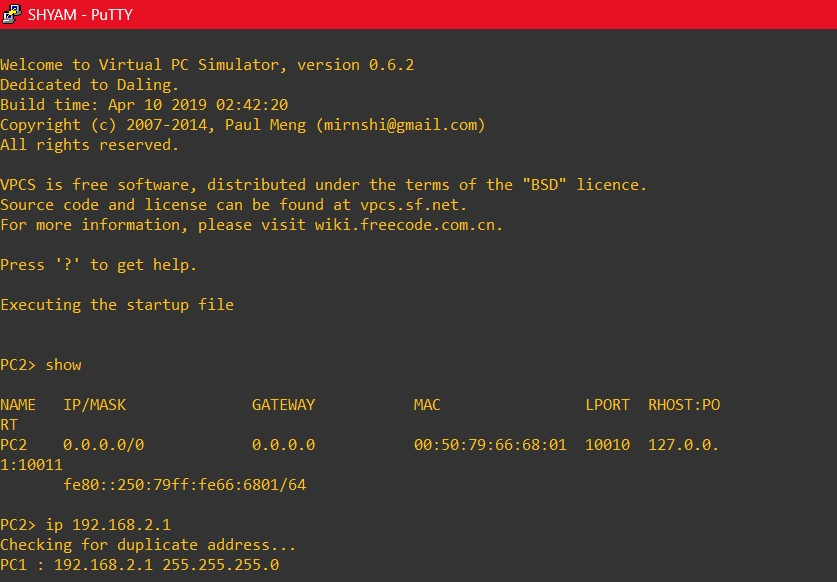 SHYAM - PuTTY
Welcome to Virtual PC Simulator, version 0.6.2
Dedicated to Daling.
Build time: Apr 10 2019 02:42:20
Copyright (c) 2007-2014, Paul Meng (mirnshi@gmail.com)
All rights reserved.
VPCS is free software, distributed under the terms of the "BSD" licence.
Source code and license can be found at vpcs.sf.net.
For more information, please visit wiki.freecode.com.cn.
Press '?' to get help.
Executing the startup file
PC2> show
NAME   IP/MASK              GATEWAY           MAC                LPORT  RHOST:PO
RT
PC2    0.0.0.0/0            0.0.0.0           00:50:79:66:68:01  10010  127.0.0.
1:10011
       fe80::250:79ff:fe66:6801/64
PC2> ip 192.168.2.1
Checking for duplicate address...
PC1 : 192.168.2.1 255.255.255.0